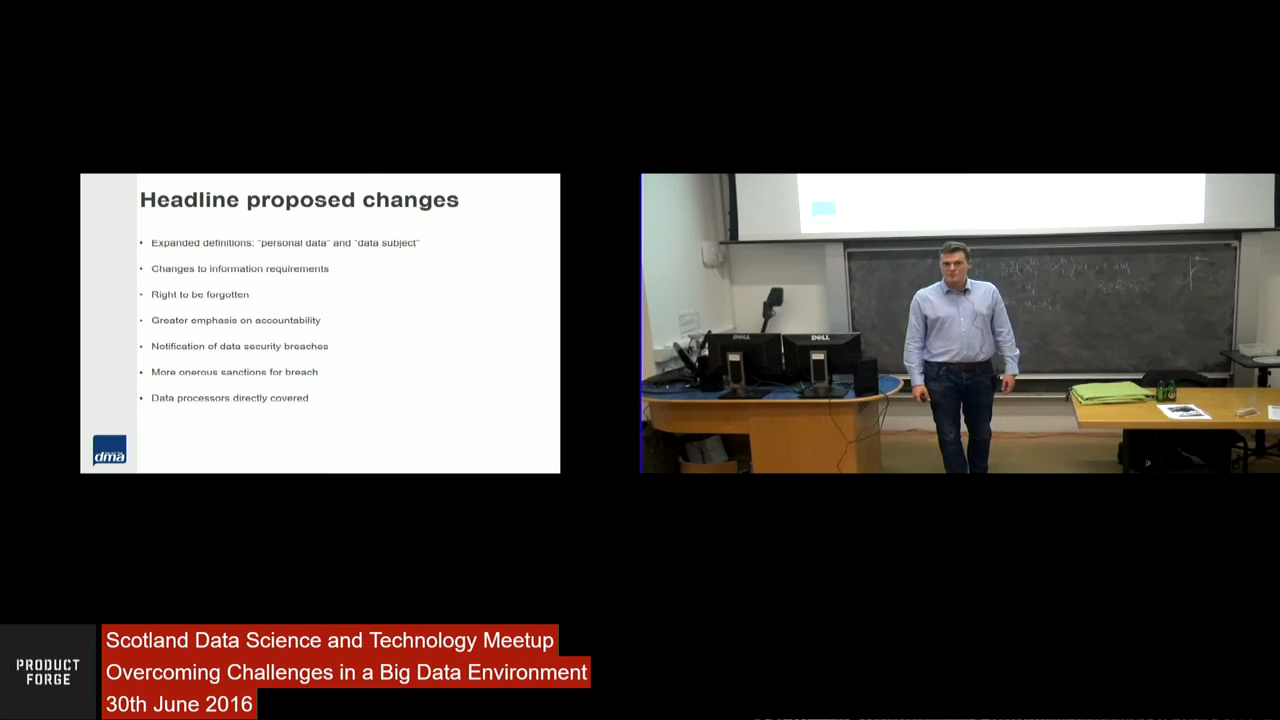 Headline proposed changes
• Expanded definitions: "personal data" and "data subject"
• Changes to information requirements
• Right to be forgotten
• Greater emphasis on accountability
• Notification of data security breaches
• More onerous sanctions for breach
• Data processors directly covered
dma
DELL
DELL
PRODUCT
FORGE
Scotland Data Science and Technology Meetup
Overcoming Challenges in a Big Data Environment
30th June 2016